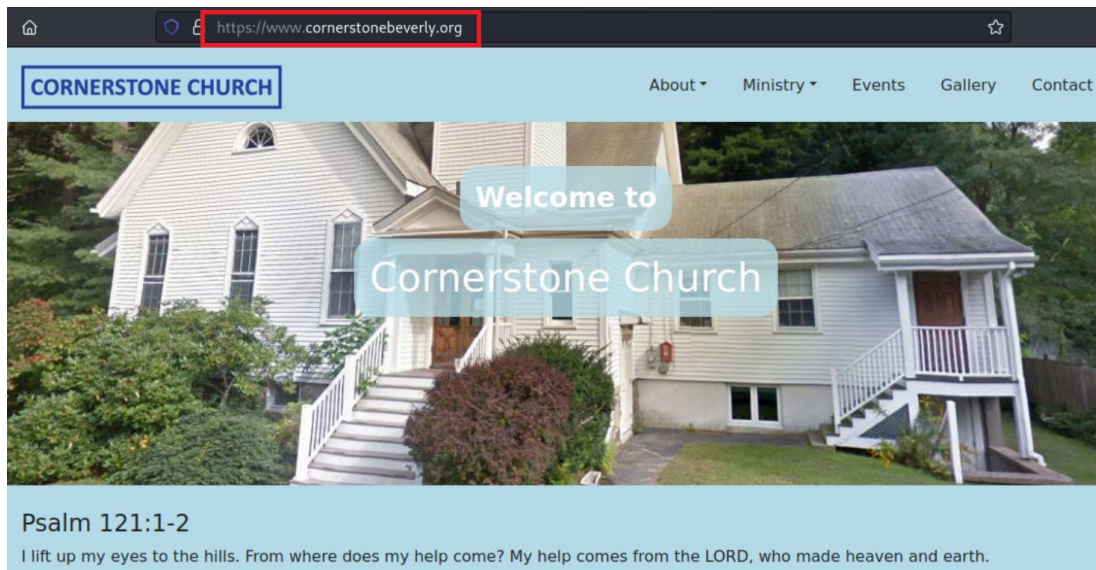 https://www.cornerstonebeverly.org
CORNERSTONE CHURCH
About Ministry Events Gallery Contact
Welcome to
Cornerstone Church
Psalm 121:1-2
I lift up my eyes to the hills. From where does my help come? My help comes from the LORD, who made heaven and earth.